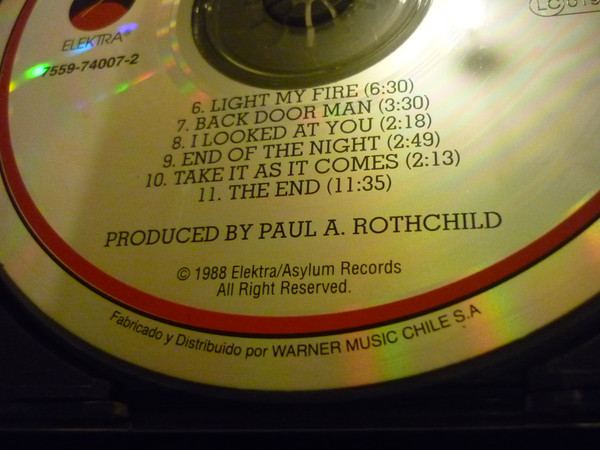 ELEKTRA
7559-74007-2
6. LIGHT MY FIRE (6:30)
7. BACK DOOR MAN (3:30)
8. I LOOKED AT YOU (2:18)
9. END OF THE NIGHT (2:49)
10. TAKE IT AS IT COMES (2:13)
11. THE END (11:35)
PRODUCED BY PAUL A. ROTHCHILD
© 1988 Elektra/Asylum Records
All Right Reserved.
Fabricado y Distribuido por WARNER MUSIC CHILE S.A